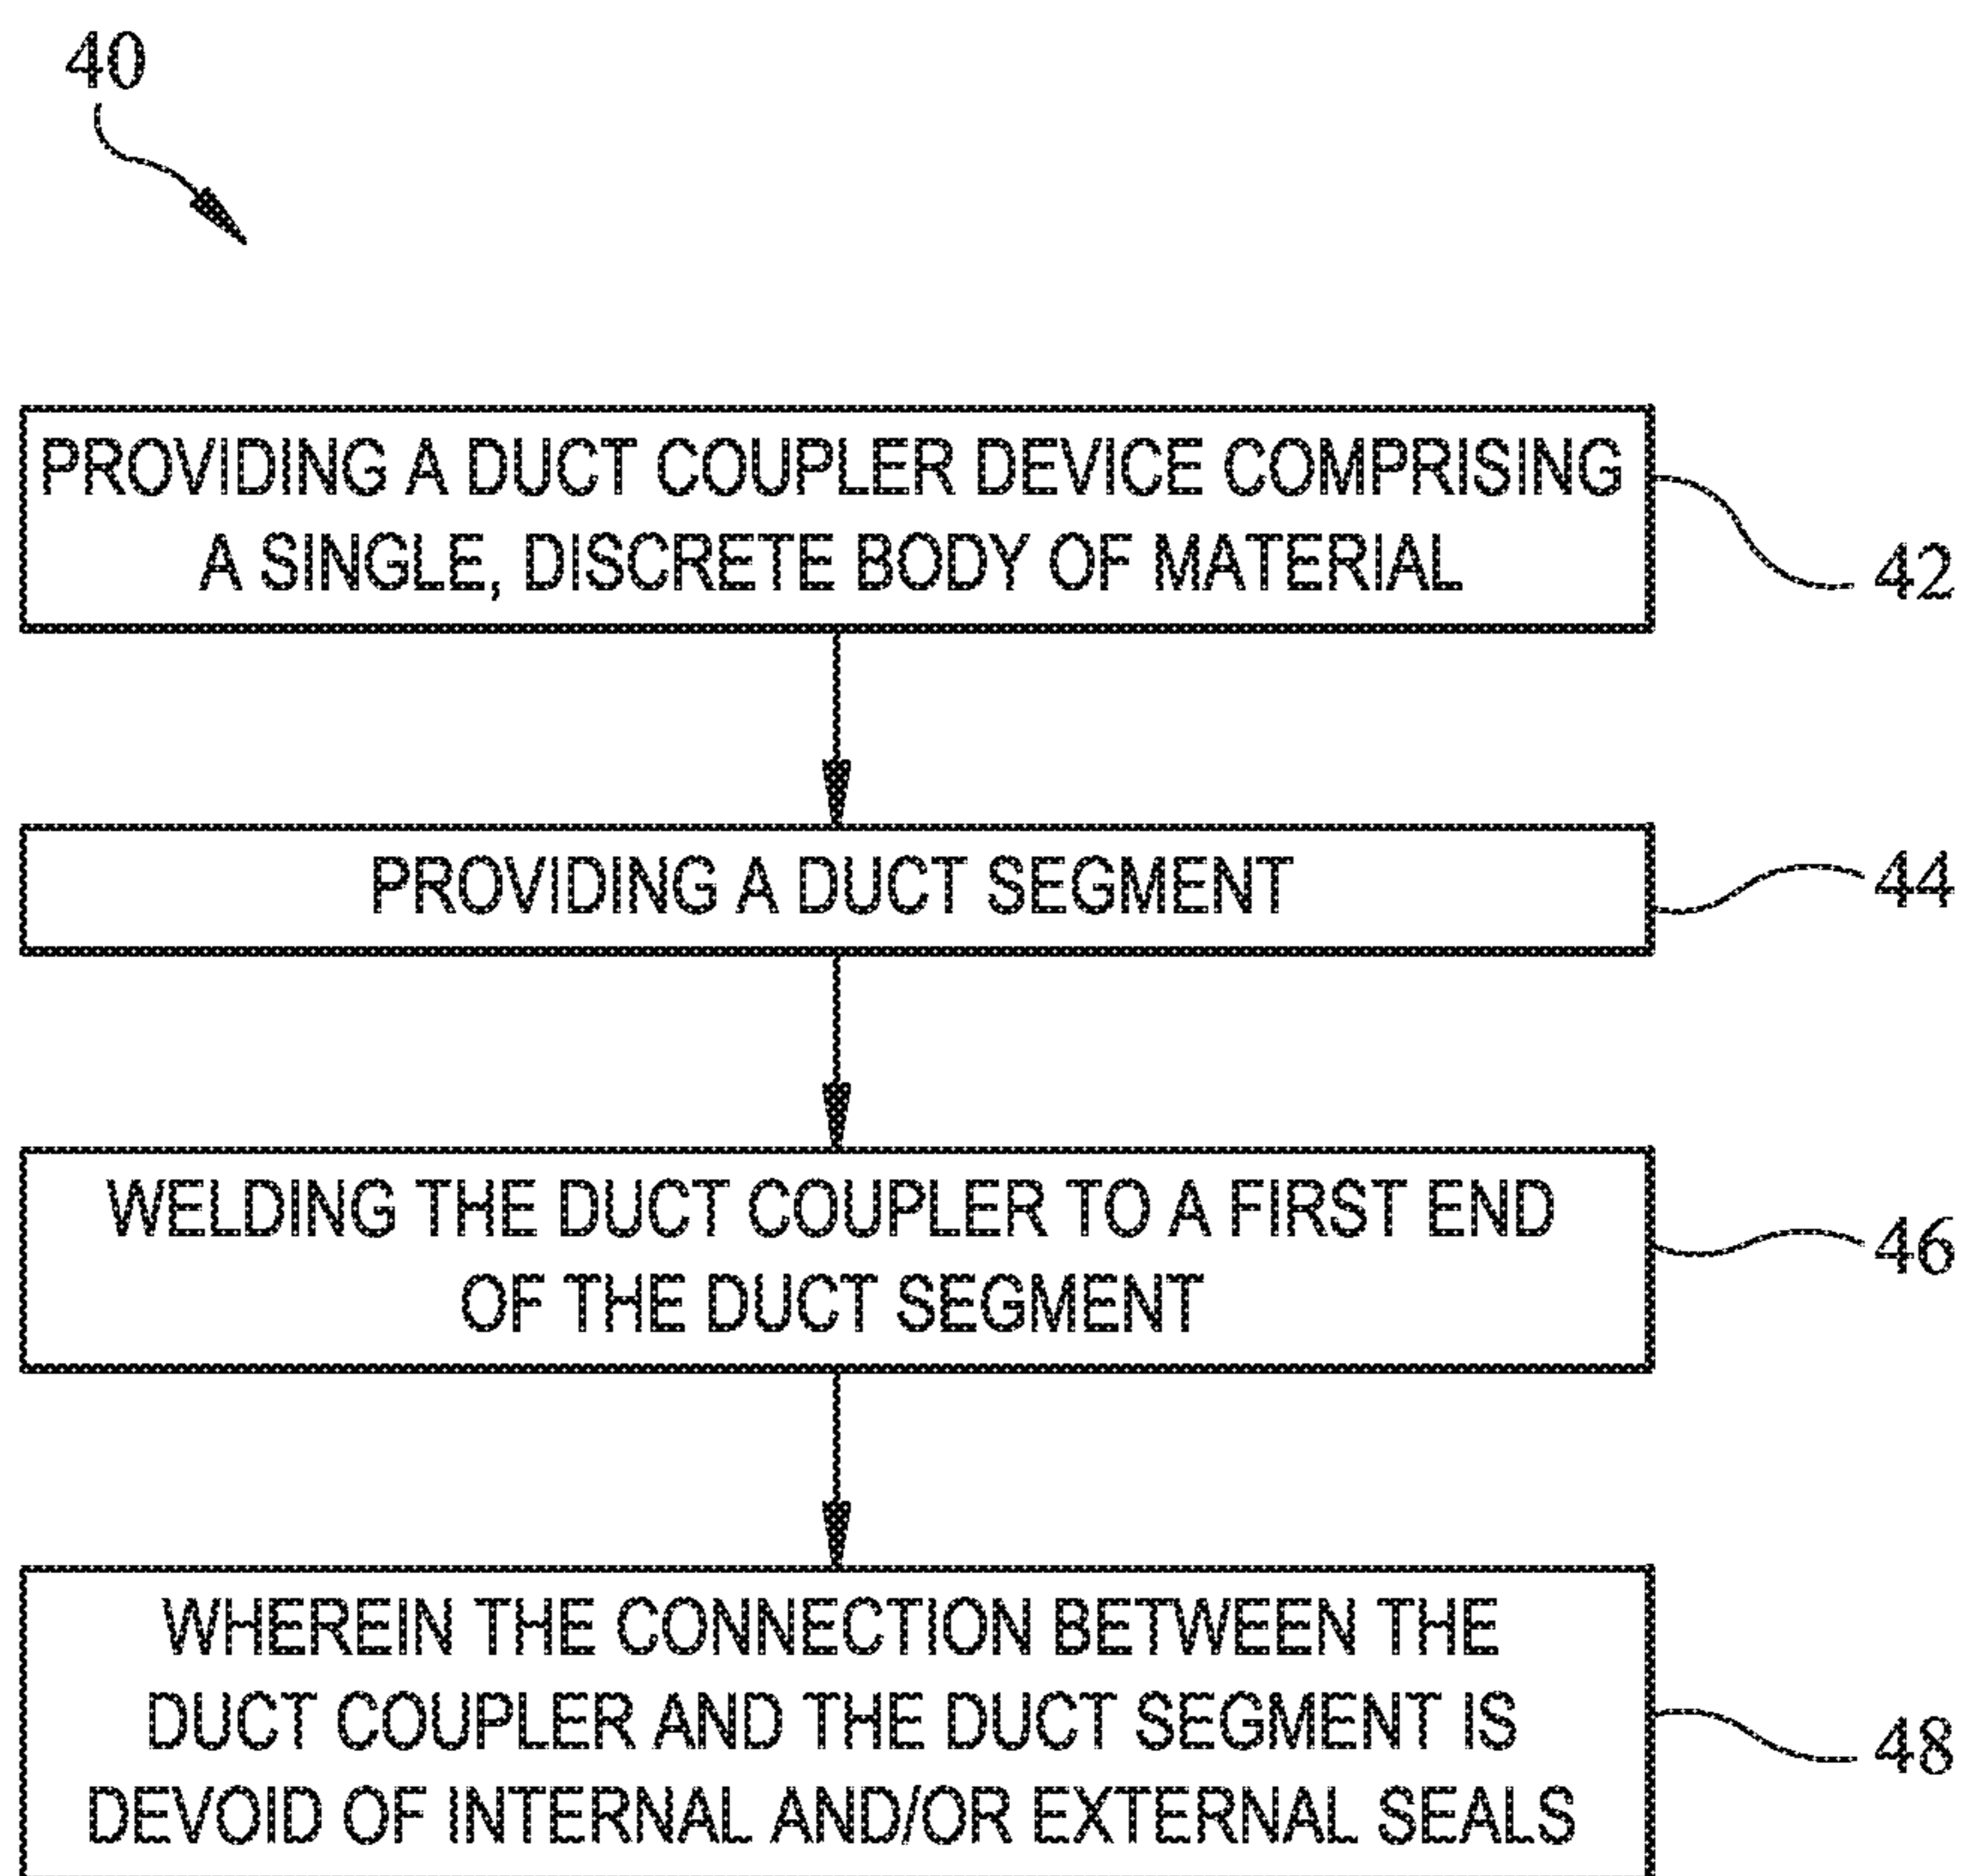 40
PROVIDING A DUCT COUPLER DEVICE COMPRISING
A SINGLE, DISCRETE BODY OF MATERIAL
42
PROVIDING A DUCT SEGMENT
44
WELDING THE DUCT COUPLER TO A FIRST END
OF THE DUCT SEGMENT
46
WHEREIN THE CONNECTION BETWEEN THE
DUCT COUPLER AND THE DUCT SEGMENT IS
DEVOID OF INTERNAL AND/OR EXTERNAL SEALS
48